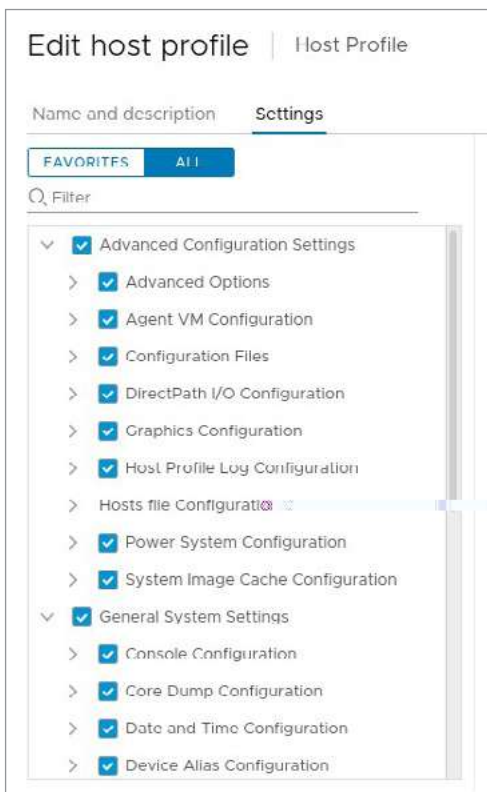 Edit host profile | Host Profile
Name and description Settings
FAVORITES ALL
Filter
Advanced Configuration Settings
Advanced Options
Agent VM Configuration
Configuration Files
DirectPath I/O Configuration
Graphics Configuration
Host Profile Log Configuration
Hosts file
Power System Configuration
System Image Cache Configuration
General System Settings
Console Configuration
Core Dump Configuration
Date and Time Configuration
Device Alias Configuration